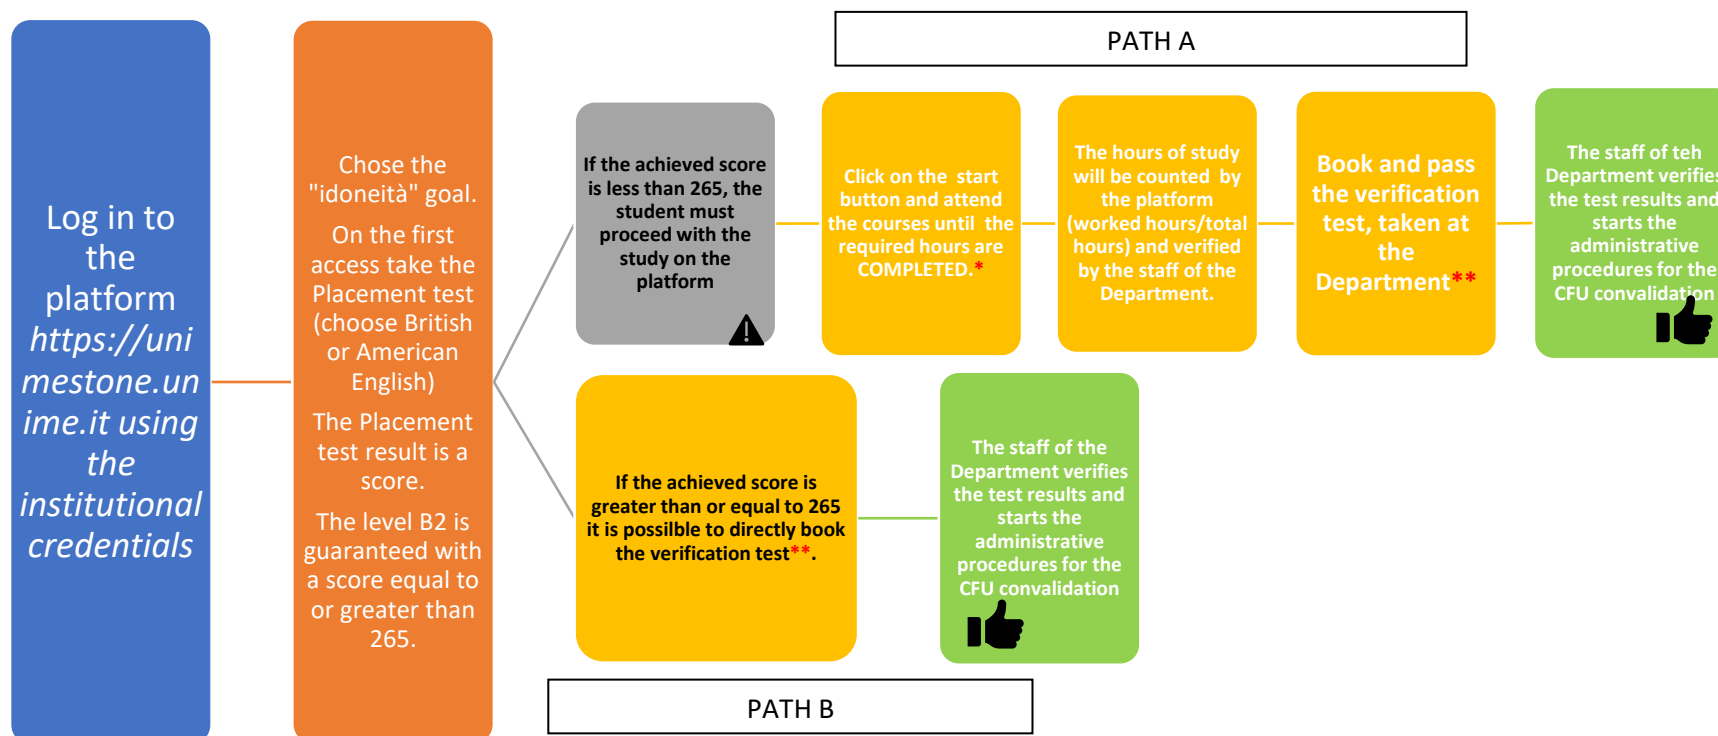 PATH A
Log in to
the
platform
https://uni
mestone.un
ime.it using
the
institutional
credentials
Chose the
"idoneità" goal.
On the first
access take the
Placement test
(choose British
or American
English)
The Placement
test result is a
score.
The level B2 is
guaranteed with
a score equal to
or greater than
265.
If the achieved score
is less than 265, the
student must
proceed with the
study on the
platform
Click on the start
button and attend
the courses until the
required hours are
COMPLETED.*
The hours of study
will be counted by
the platform
(worked hours/total
hours) and verified
by the staff of the
Department.
Book and pass
the verification
test, taken at
the
Department**
The staff of teh
Department verifies
the test results and
starts the
administrative
procedures for the
CFU convalidation
If the achieved score is
greater than or equal to 265
it is possilble to directly book
the verification test**.
The staff of the
Department verifies
the test results and
starts the
administrative
procedures for the
CFU convalidation
PATH B